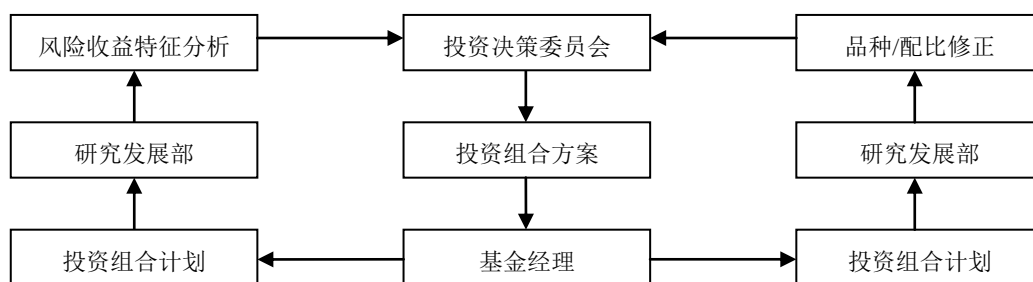 风险收益特征分析
投资决策委员会
品种/配比修正
研究发展部
投资组合方案
研究发展部
投资组合计划
基金经理
投资组合计划